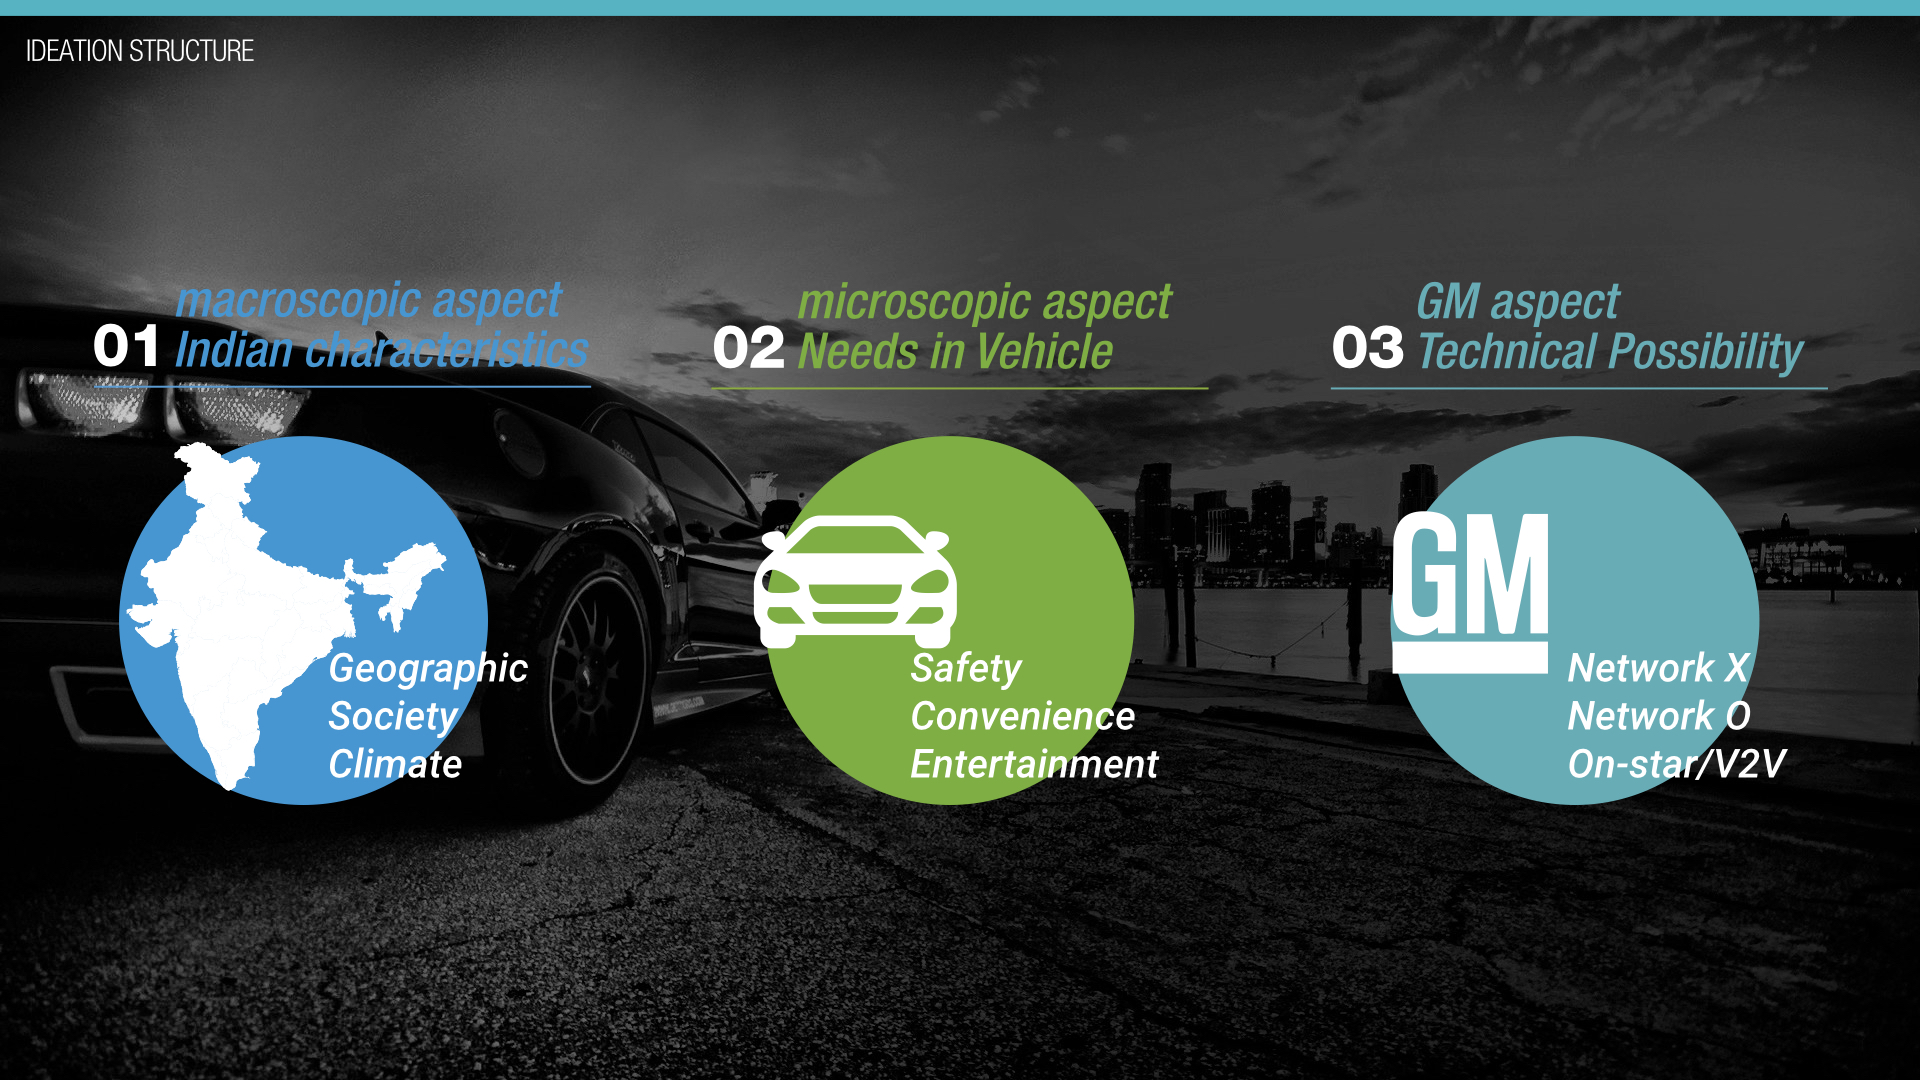 IDEATION STRUCTURE
01
macroscopic aspect
Indian characteristics
Geographic
Society
Climate
02
microscopic aspect
Needs in Vehicle
Safety
Convenience
Entertainment
03
GM aspect
Technical Possibility
GM
Network X
Network O
On-star/V2V